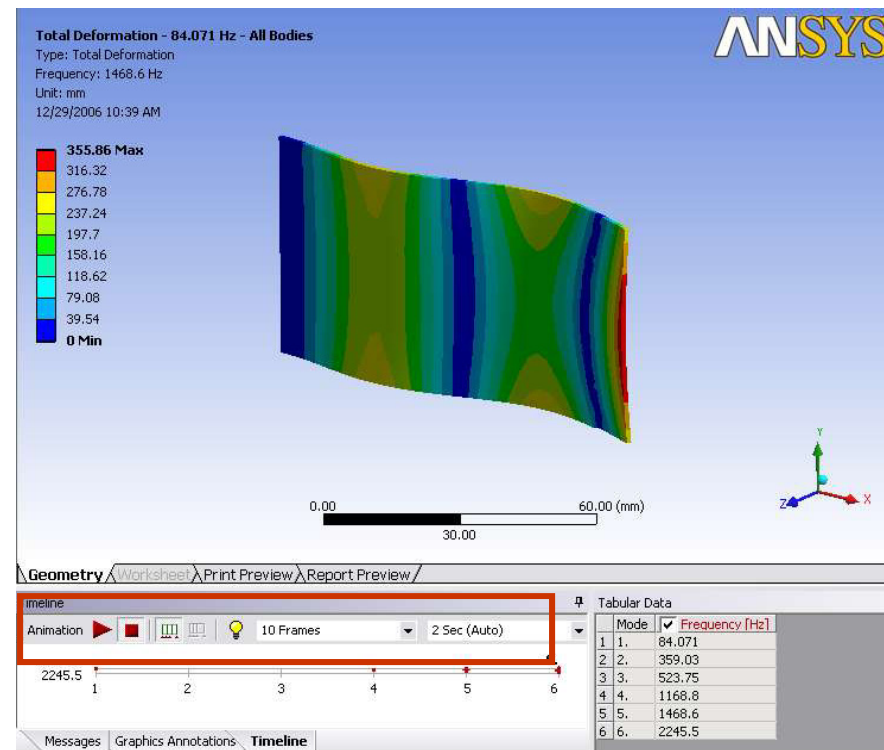 Total Deformation - 84.071 Hz - All Bodies
Type: Total Deformation
Frequency: 1468.6 Hz
Unit: mm
12/29/2006 10:39 AM
ANSYS
355.86 Max
316.32
276.78
237.24
197.7
158.16
118.62
79.08
39.54
0 Min
Y
Z X
0.00 60.00 (mm)
30.00
Geometry Worksheet Print Preview Report Preview
imeline
Animation 10 Frames 2 Sec (Auto)
2245.5
1 2 3 4 5 6
Messages Graphics Annotations Timeline
Tabular Data
Mode Frequency [Hz]
1 1. 84.071
2 2. 359.03
3 3. 523.75
4 4. 1168.8
5 5. 1468.6
6 6. 2245.5